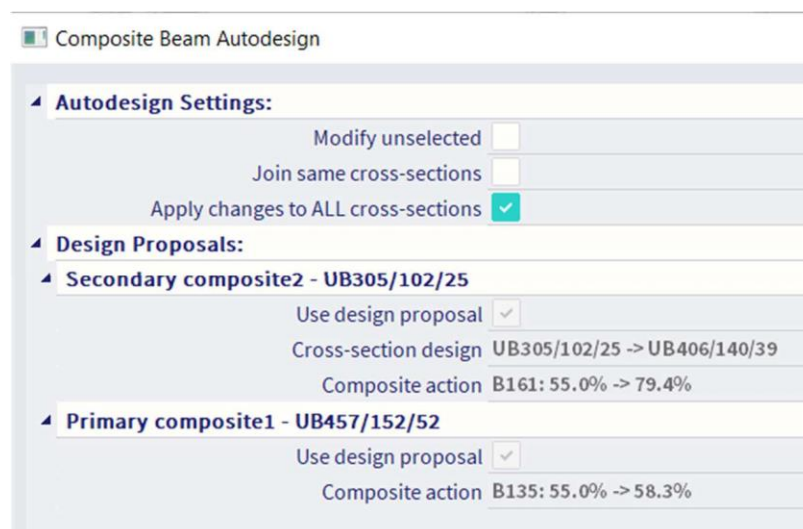 Composite Beam Autodesign
Autodesign Settings:
Modify unselected
Join same cross-sections
Apply changes to ALL cross-sections
Design Proposals:
Secondary composite2 - UB305/102/25
Use design proposal
Cross-section design UB305/102/25 -> UB406/140/39
Composite action B161: 55.0% -> 79.4%
Primary composite1 - UB457/152/52
Use design proposal
Composite action B135: 55.0% -> 58.3%